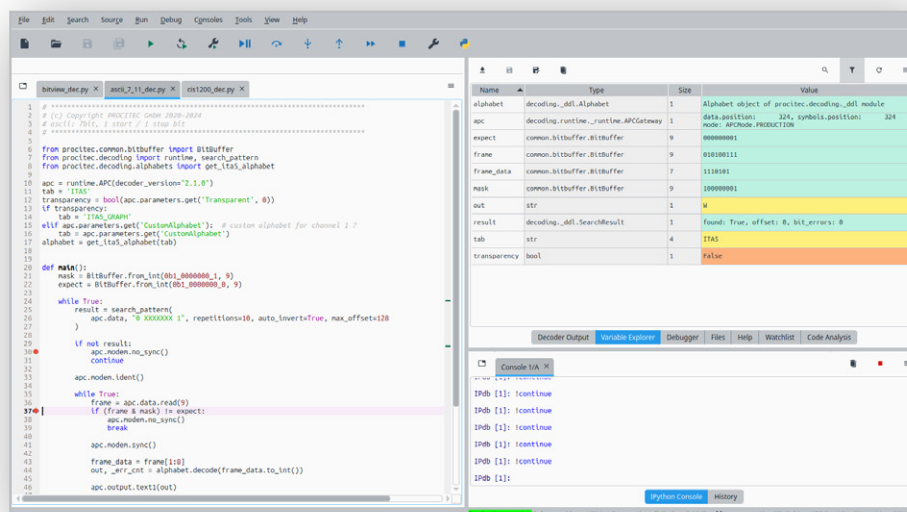 File Edit Search Source Run Debug Consoles Tools View Help
bitview_dec.py ascii_7_11_dec.py cis1200_dec.py
1 # ******************************************************************************
2 # (c) Copyright PROCITEC GmbH 2020-2024
3 # ascii; 7bit, 1 start / 1 stop bit
4 # ******************************************************************************
5
6 from procitec.common.bitbuffer import BitBuffer
7 from procitec.decoding import runtime, search_pattern
8 from procitec.decoding.alphabets import get_ita5_alphabet
9
10 apc = runtime.APC(decoder_version="2.1.0")
11 tab = 'ITA5'
12 transparency = bool(apc.parameters.get('Transparent', 0))
13 if transparency:
14 tab = 'ITA5_GRAPH'
15 elif apc.parameters.get('CustomAlphabet'): # custom alphabet for channel 1 ?
16 tab = apc.parameters.get('CustomAlphabet')
17 alphabet = get_ita5_alphabet(tab)
18
19
20 def main():
21 mask = BitBuffer.from_int(0b1_0000000_1, 9)
22 expect = BitBuffer.from_int(0b1_0000000_0, 9)
23
24 while True:
25 result = search_pattern(
26 apc.data, "0 XXXXXXX 1", repetitions=10, auto_invert=True, max_offset=128
27 )
28
29 if not result:
30 apc.modem.no_sync()
31 continue
32
33 apc.modem.ident()
34
35 while True:
36 frame = apc.data.read(9)
37 if (frame & mask) != expect:
38 apc.modem.no_sync()
39 break
40
41 apc.modem.sync()
42
43 frame_data = frame[1:8]
44 out, _err_cnt = alphabet.decode(frame_data.to_int())
45
46 apc.output.text1(out)
Name Type Size Value
alphabet decoding._ddl.Alphabet 1 Alphabet object of procitec.decoding._ddl module
apc decoding.runtime._runtime.APCGateway 1 data.position: 324, symbols.position: 324
mode: APCMode.PRODUCTION
expect common.bitbuffer.BitBuffer 9 000000001
frame common.bitbuffer.BitBuffer 9 010100111
frame_data common.bitbuffer.BitBuffer 7 1110101
mask common.bitbuffer.BitBuffer 9 100000001
out str 1 W
result decoding._ddl.SearchResult 1 found: True, offset: 0, bit_errors: 0
tab str 4 ITA5
transparency bool 1 False
Decoder Output Variable Explorer Debugger Files Help Watchlist Code Analysis
Console 1/A
IPdb [1]: !continue
IPdb [1]: !continue
IPdb [1]: !continue
IPdb [1]: !continue
IPdb [1]: !continue
IPdb [1]: !continue
IPdb [1]:
IPython Console History